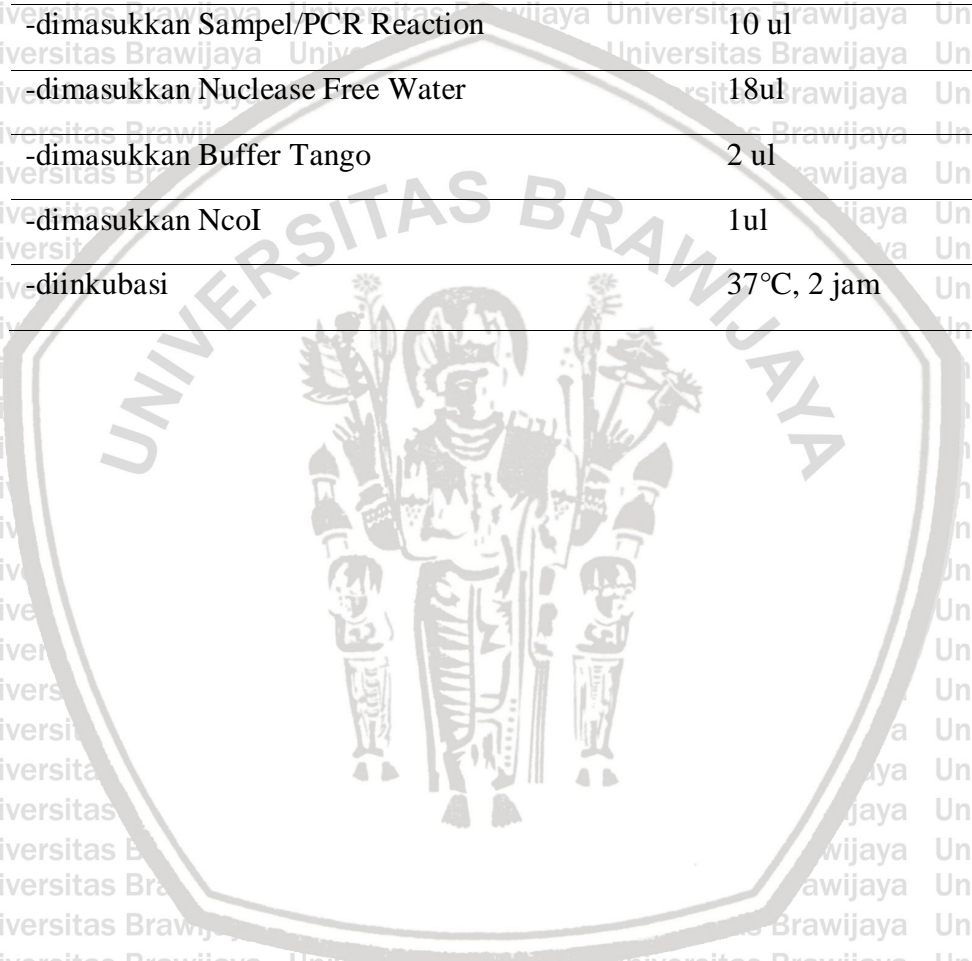 -dimasukkan Sampel/PCR Reaction 10 ul
-dimasukkan Nuclease Free Water 18ul
-dimasukkan Buffer Tango 2 ul
-dimasukkan NcoI 1ul
-diinkubasi 37°C, 2 jam
UNIVERSITAS BRAWIJAYA